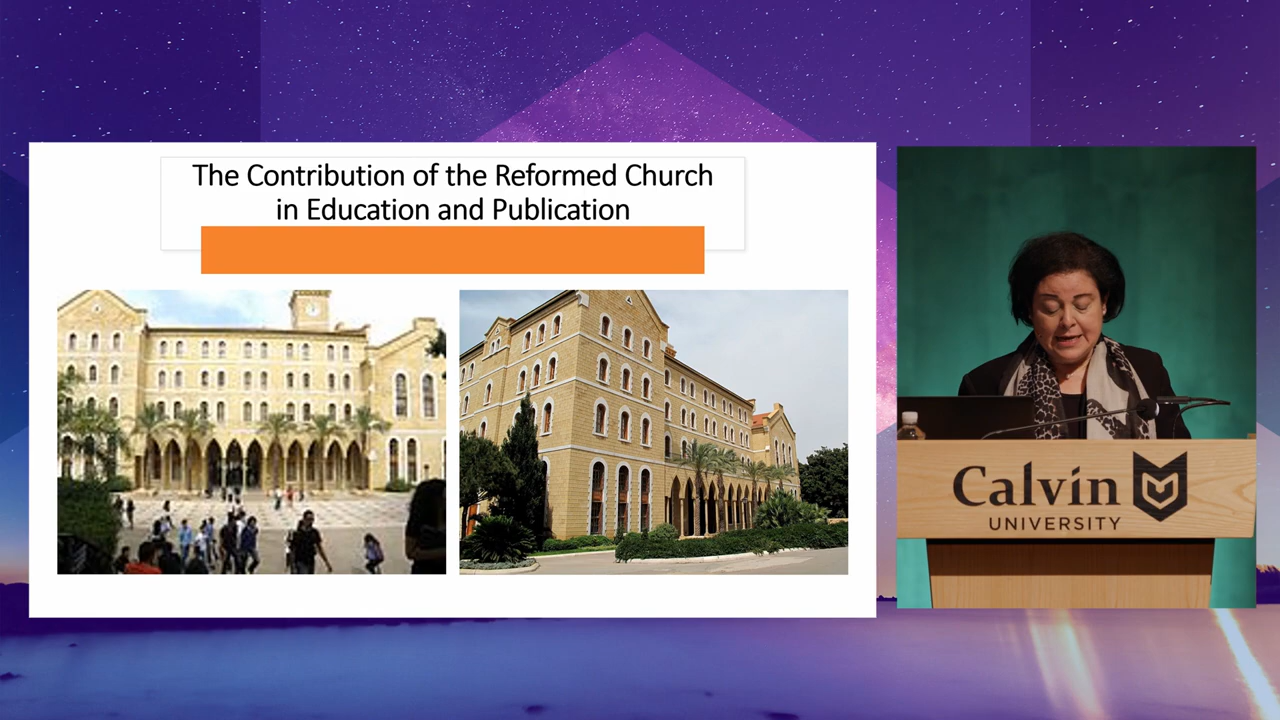 The Contribution of the Reformed Church
in Education and Publication
Calvin
UNIVERSITY